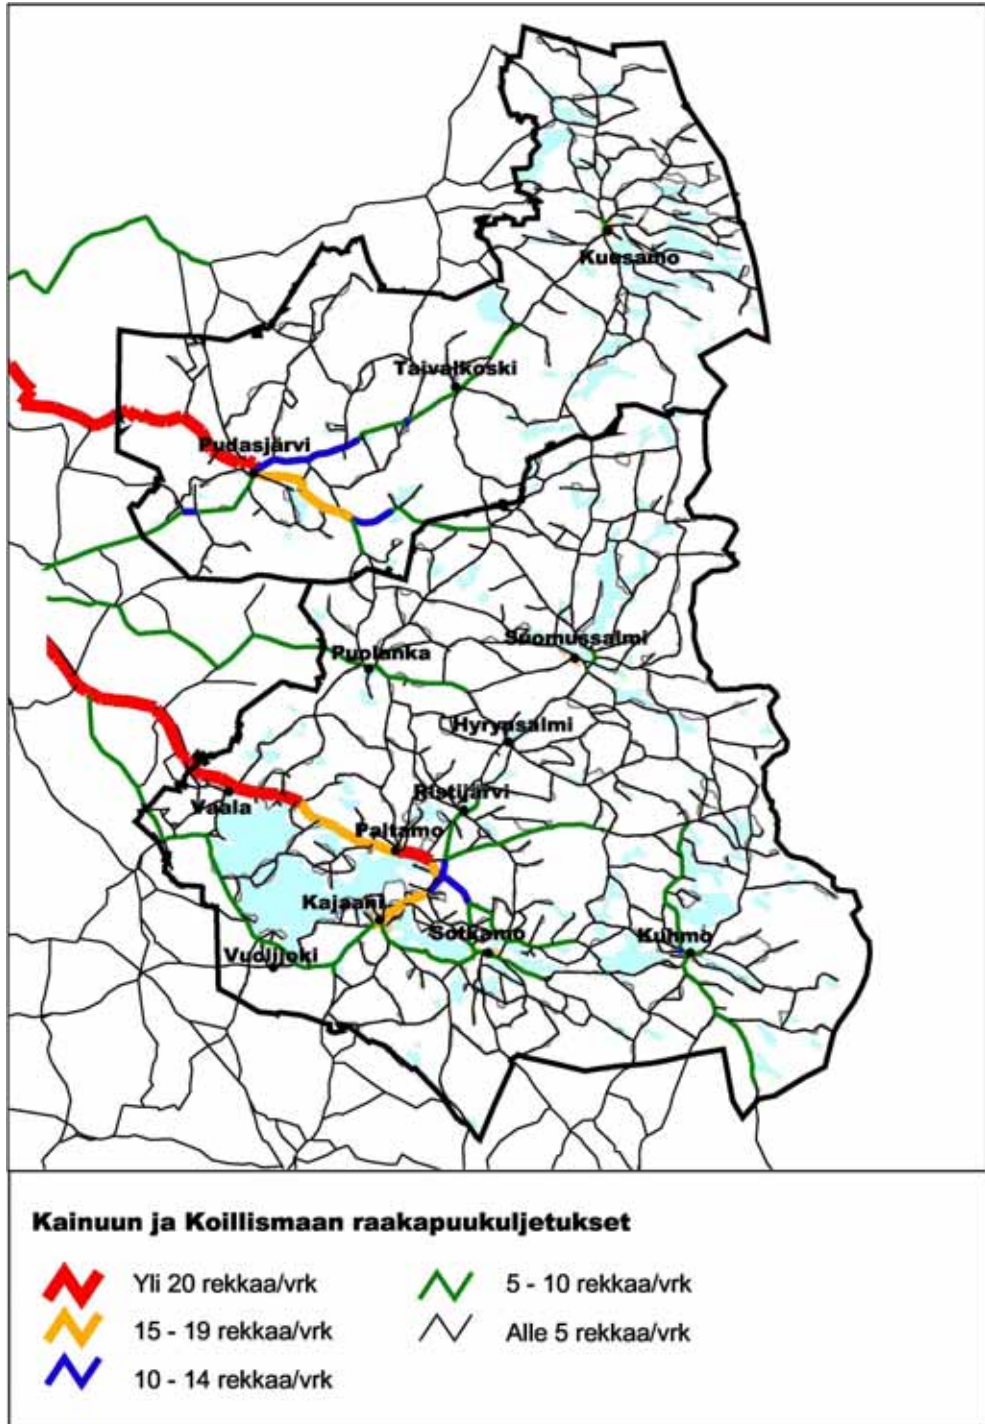 Kuusamo
Taivalkoski
Pudasjärvi
Suomussalmi
Puolanka
Hyrynsalmi
Ristijärvi
Vaala
Paltamo
Kajaani
Sotkamo
Kuhmo
Vuolijoki
Kainuun ja Koillismaan raakapuukuljetukset
Yli 20 rekkaa/vrk
15 - 19 rekkaa/vrk
10 - 14 rekkaa/vrk
5 - 10 rekkaa/vrk
Alle 5 rekkaa/vrk